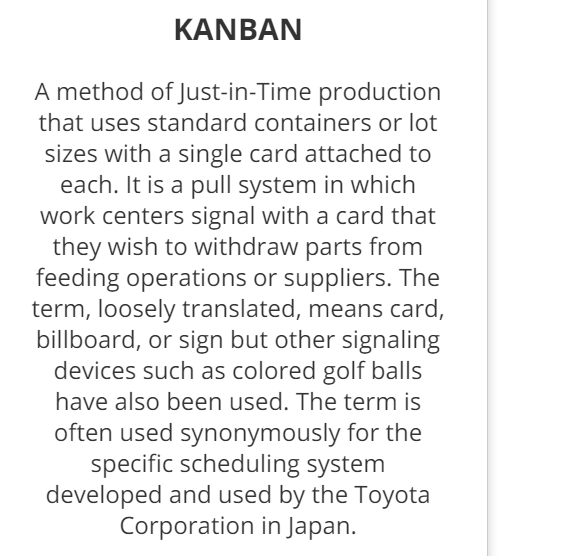 KANBAN
A method of Just-in-Time production
that uses standard containers or lot
sizes with a single card attached to
each. It is a pull system in which
work centers signal with a card that
they wish to withdraw parts from
feeding operations or suppliers. The
term, loosely translated, means card,
billboard, or sign but other signaling
devices such as colored golf balls
have also been used. The term is
often used synonymously for the
specific scheduling system
developed and used by the Toyota
Corporation in Japan.